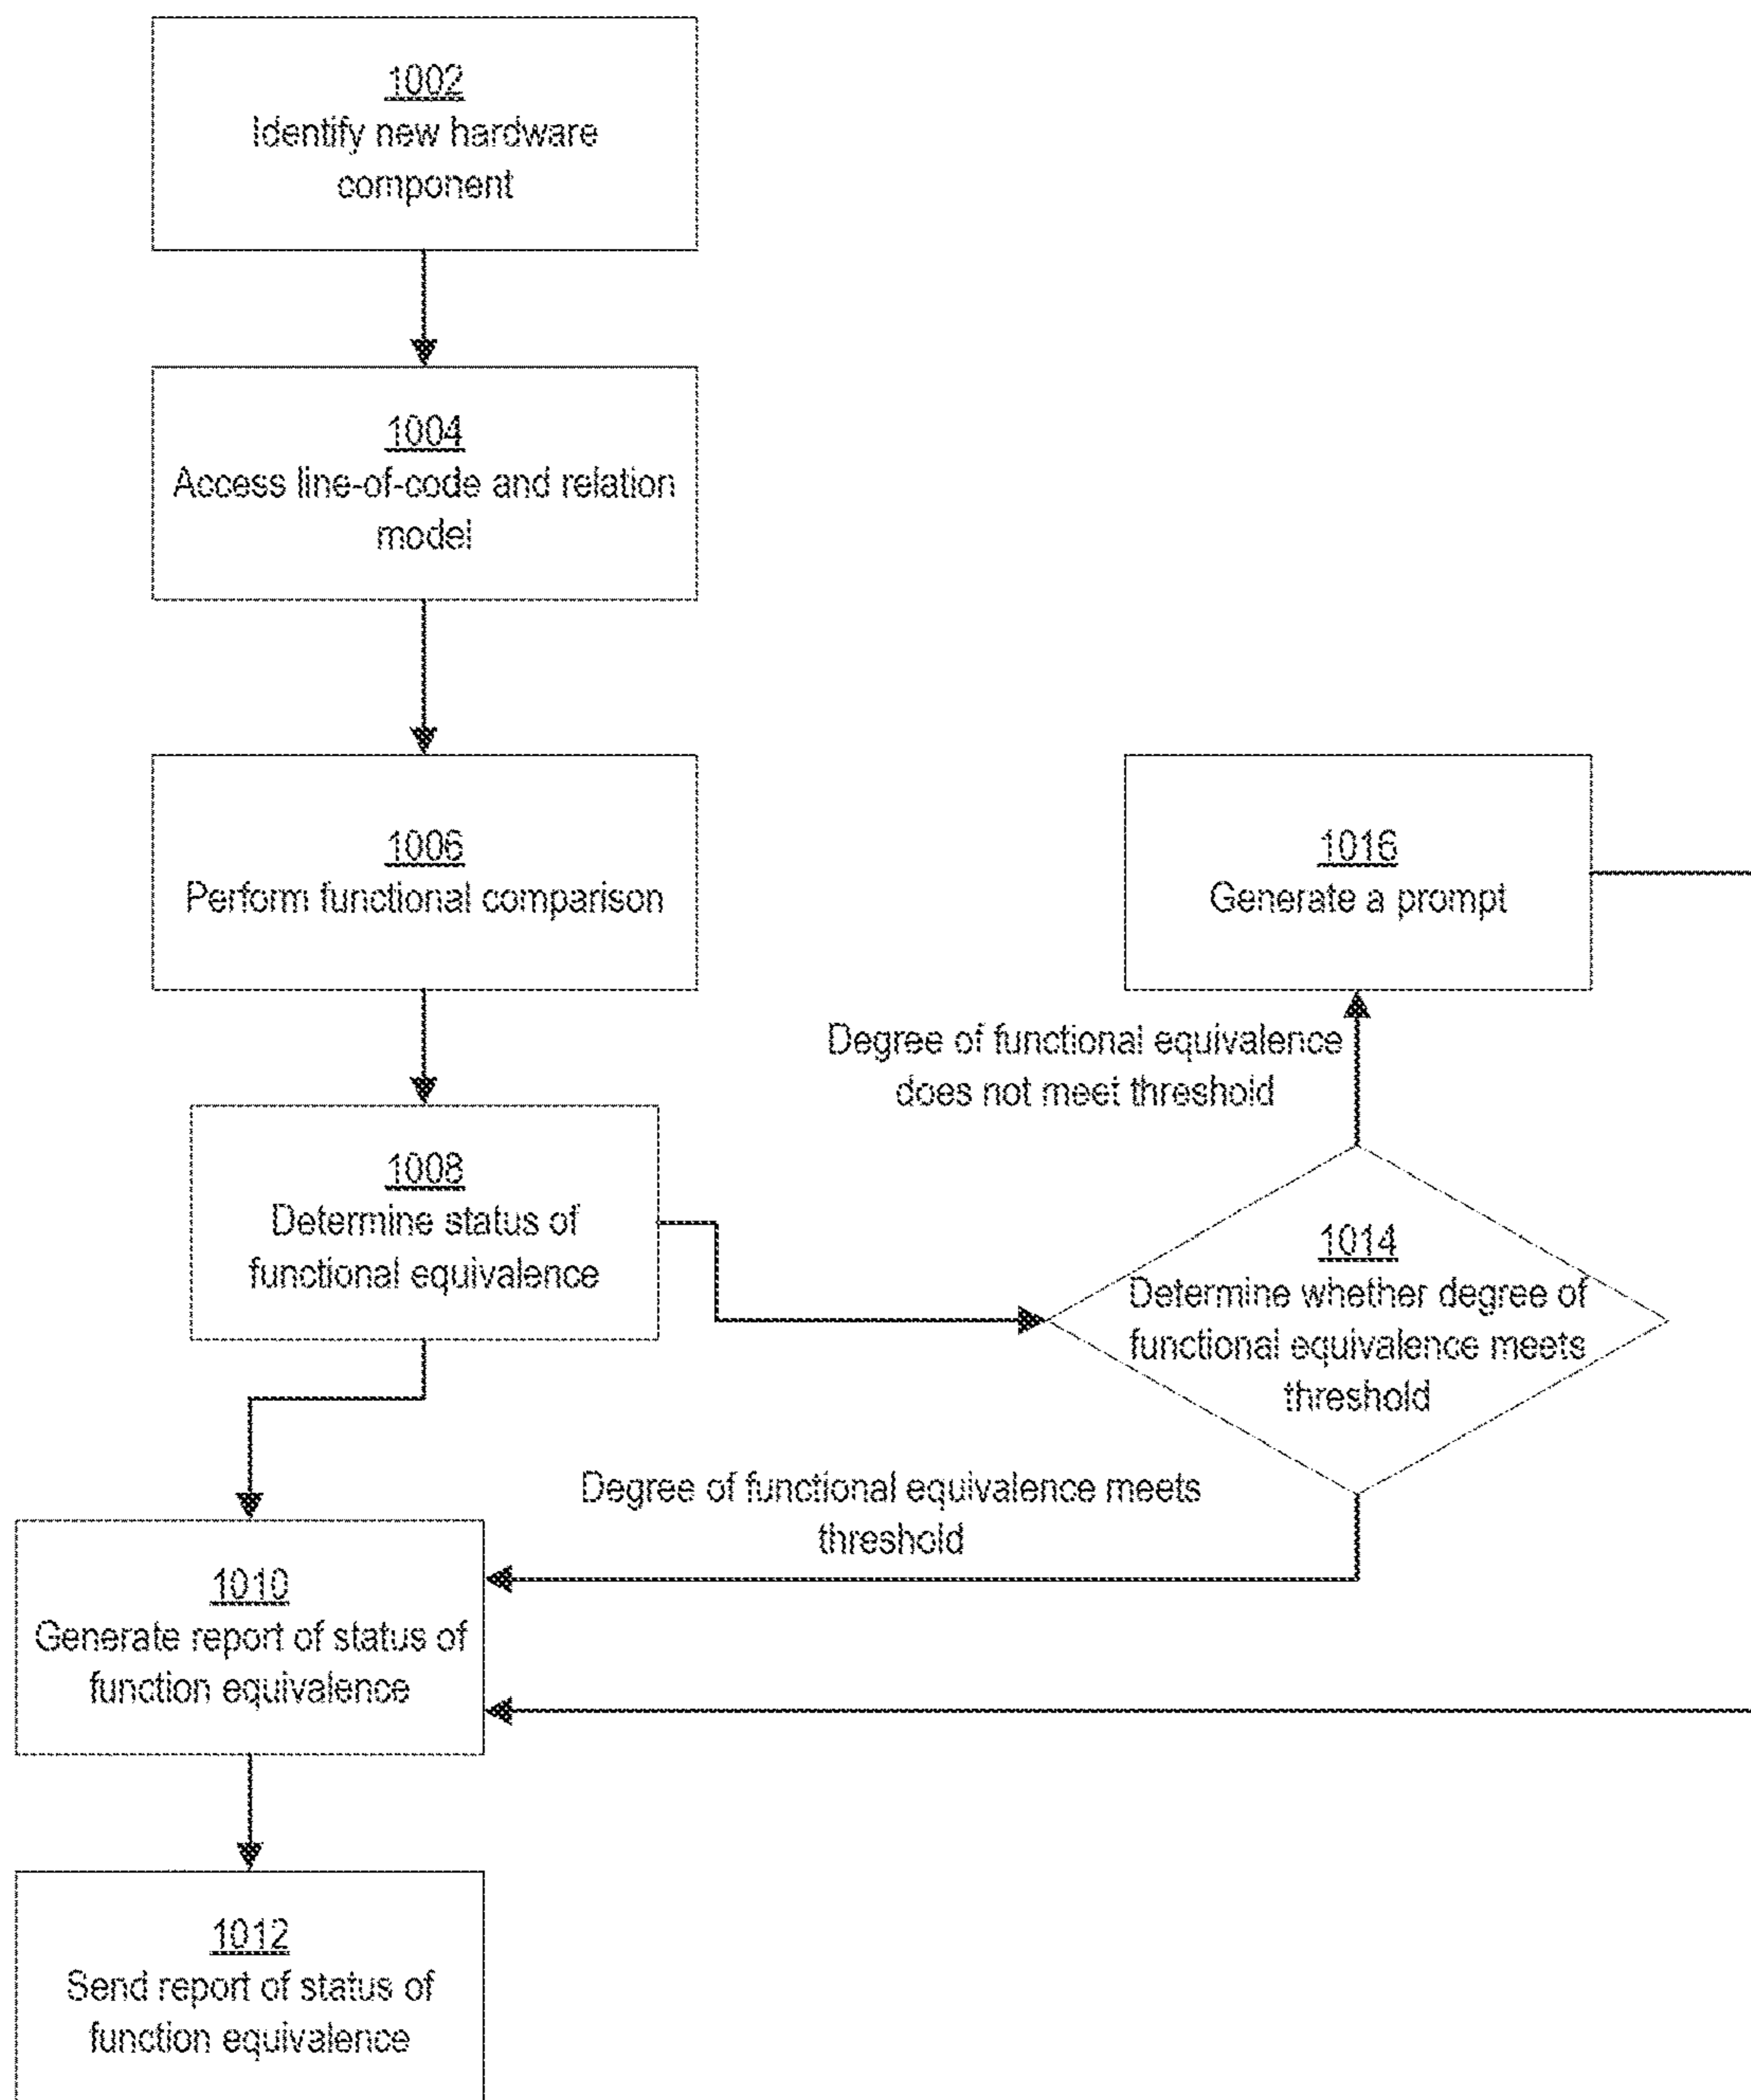 1002
Identify new hardware
component
1004
Access line-of-code and relation
model
1006
Perform functional comparison
1016
Generate a prompt
Degree of functional equivalence
does not meet threshold
1008
Determine status of
functional equivalence
1014
Determine whether degree of
functional equivalence meets
threshold
Degree of functional equivalence meets
threshold
1010
Generate report of status of
function equivalence
1012
Send report of status of
function equivalence